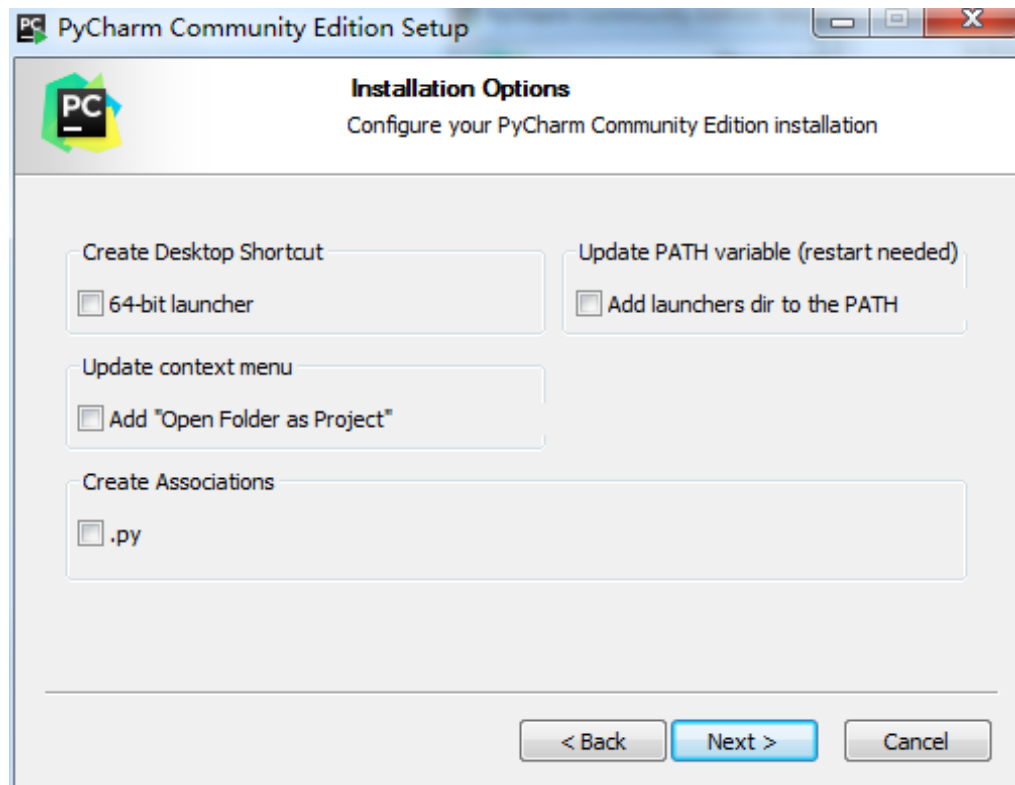 PC PyCharm Community Edition Setup
PC
Installation Options
Configure your PyCharm Community Edition installation
Create Desktop Shortcut
64-bit launcher
Update PATH variable (restart needed)
Add launchers dir to the PATH
Update context menu
Add "Open Folder as Project"
Create Associations
.py
< Back
Next >
Cancel